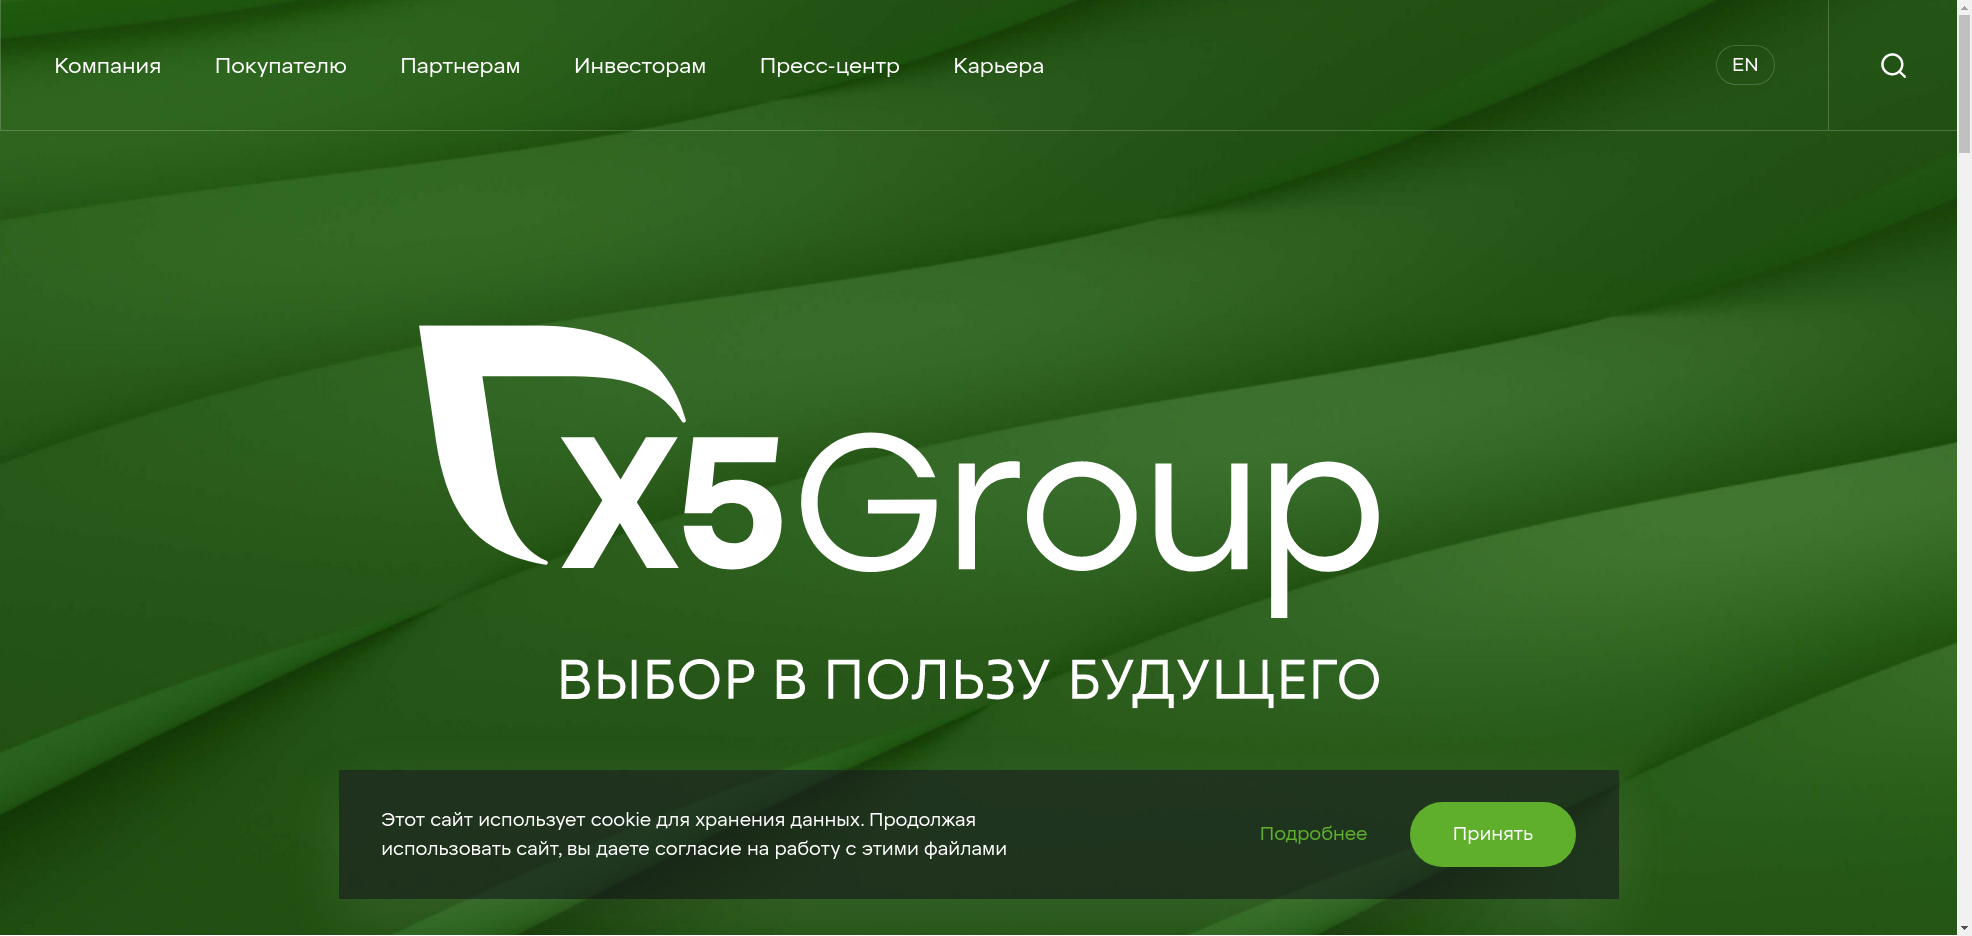 Компания Покупателю Партнерам Инвесторам Пресс-центр Карьера EN
x5Group
ВЫБОР В ПОЛЬЗУ БУДУЩЕГО
Этот сайт использует cookie для хранения данных. Продолжая
использовать сайт, вы даете согласие на работу с этими файлами
Подробнее
Принять